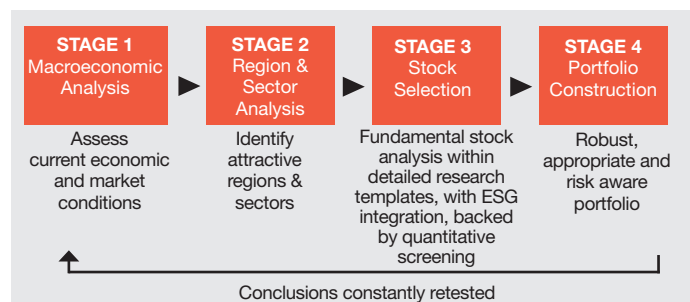 STAGE 1
Macroeconomic
Analysis
Assess
current economic
and market
conditions
STAGE 2
Region &
Sector
Analysis
Identify
attractive
regions &
sectors
STAGE 3
Stock
Selection
Fundamental stock
analysis within
detailed research
templates, with ESG
integration, backed
by quantitative
screening
STAGE 4
Portfolio
Construction
Robust,
appropriate and
risk aware
portfolio
Conclusions constantly retested